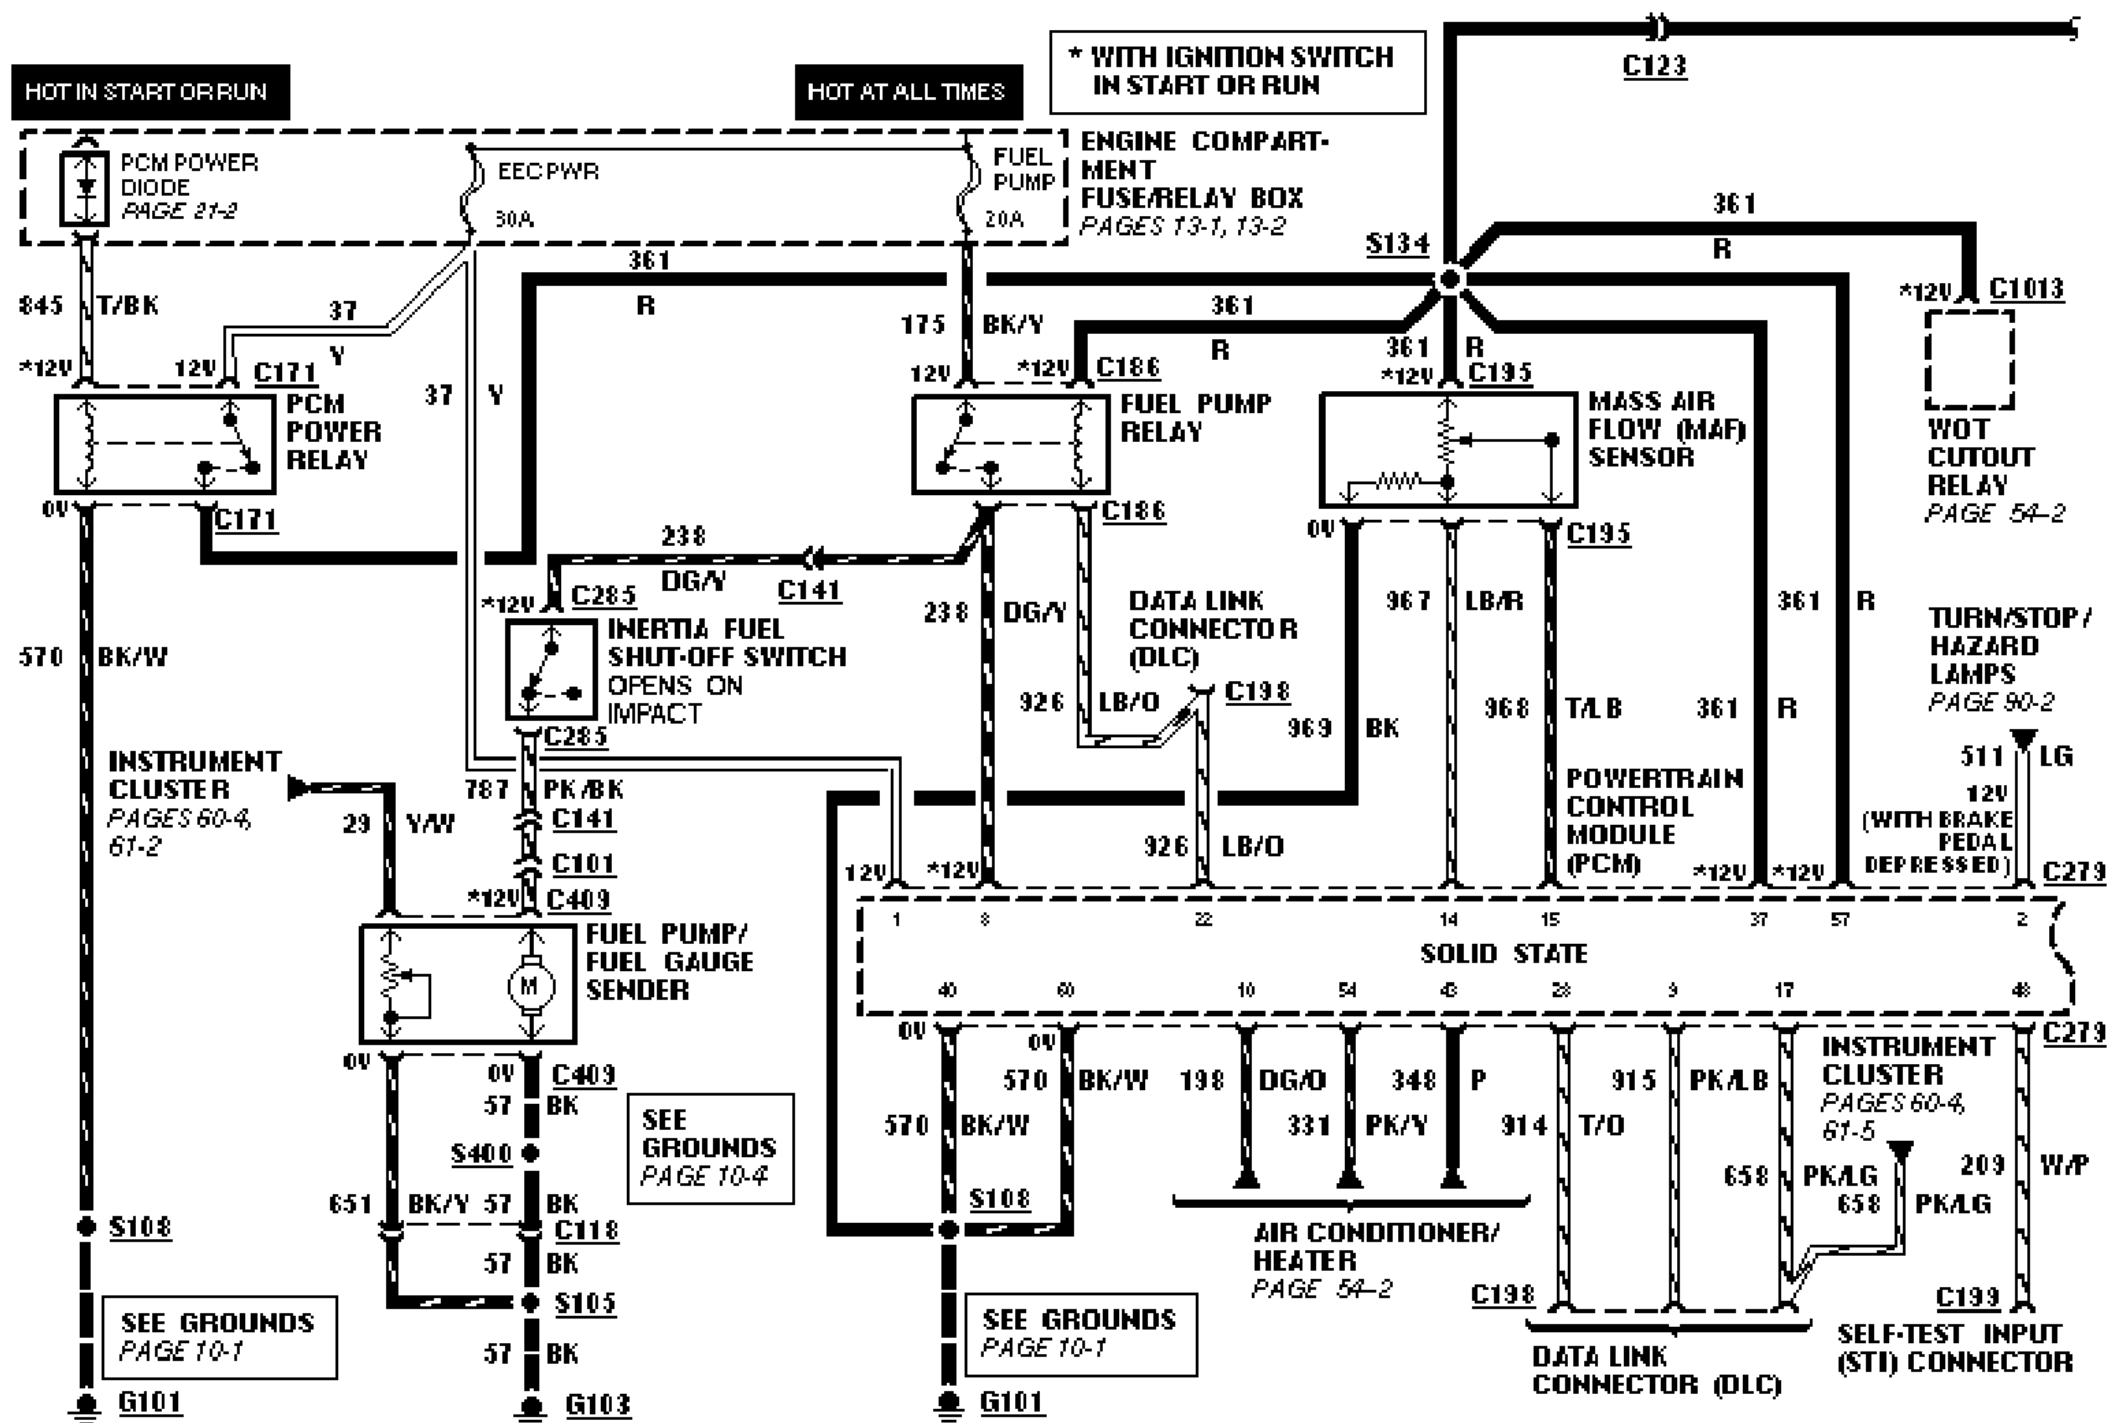 HOT IN START OR RUN
HOT AT ALL TIMES
* WITH IGNITION SWITCH
IN START OR RUN
C123
PCM POWER
DIODE
PAGE 21-2
EEC PWR
30A
FUEL
PUMP
20A
ENGINE COMPART-
MENT
FUSE/RELAY BOX
PAGES 13-1, 13-2
361
R
S134
361
R
845 T/BK
37
Y
175 BK/Y
361
R
361 R
*12V C1013
*12V 12V C171
37 Y
12V *12V C186
*12V C195
PCM
POWER
RELAY
FUEL PUMP
RELAY
MASS AIR
FLOW (MAF)
SENSOR
WOT
CUTOUT
RELAY
PAGE 54-2
0V C171
C186
0V C195
238
DG/Y
C141
*12V C285
INERTIA FUEL
SHUT-OFF SWITCH
OPENS ON
IMPACT
C285
570 BK/W
238 DG/Y
DATA LINK
CONNECTOR
(DLC)
C198
926 LB/O
967 LB/R
968 T/LB
969 BK
361 R
361 R
TURN/STOP/
HAZARD
LAMPS
PAGE 90-2
511 LG
12V
(WITH BRAKE
PEDAL
DEPRESSED)
INSTRUMENT
CLUSTER
PAGES 60-4,
61-2
29 Y/W
787 PK/BK
C141
C101
*12V C409
926 LB/O
POWERTRAIN
CONTROL
MODULE
(PCM)
12V *12V *12V *12V C279
1 8 22 14 15 37 57 2
SOLID STATE
40 60 10 54 43 28 9 17 48
FUEL PUMP/
FUEL GAUGE
SENDER
0V 0V C409
57 BK
S400
651 BK/Y 57 BK
C118
57 BK
S105
57 BK
G103
SEE
GROUNDS
PAGE 10-4
S108
SEE GROUNDS
PAGE 10-1
G101
0V 0V C279
570 BK/W
570 BK/W
198 DG/O
331 PK/Y
348 P
914 T/O
915 PK/LB
INSTRUMENT
CLUSTER
PAGES 60-4,
61-5
658 PK/LG
658 PK/LG
209 W/P
S108
AIR CONDITIONER/
HEATER
PAGE 54-2
SEE GROUNDS
PAGE 10-1
G101
C198
DATA LINK
CONNECTOR (DLC)
C199
SELF-TEST INPUT
(STI) CONNECTOR
M